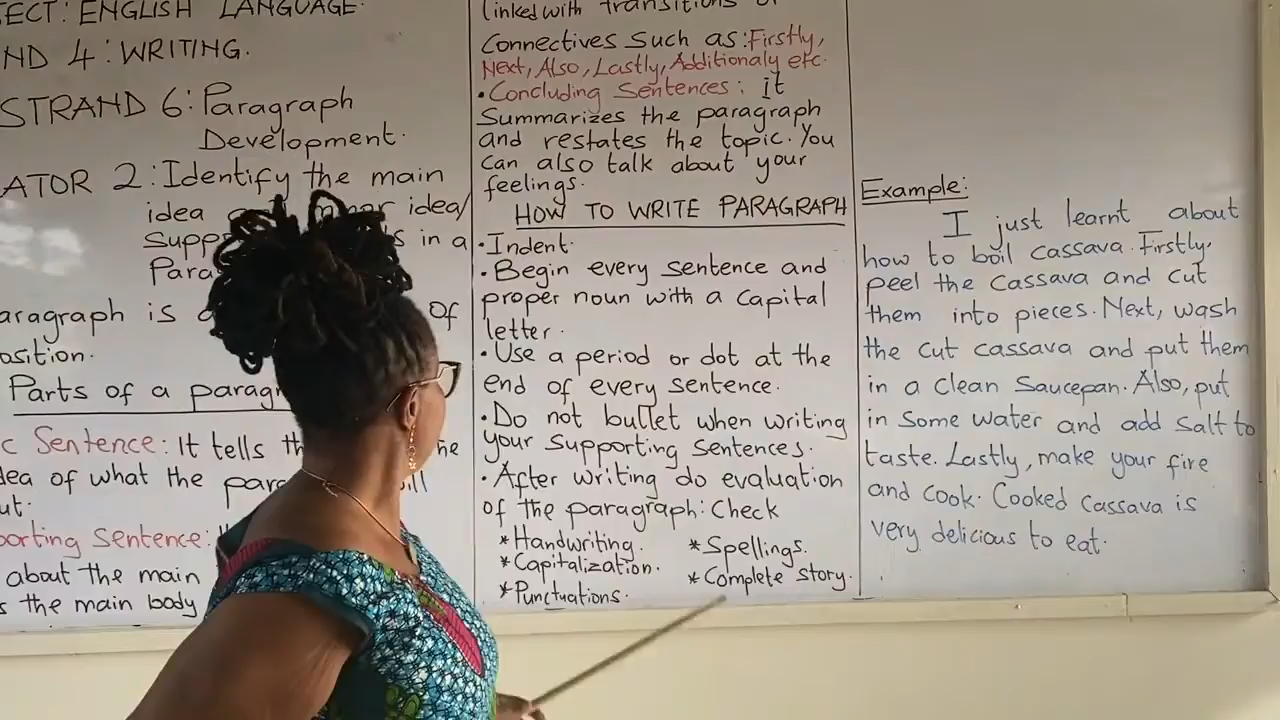 ECT: ENGLISH LANGUAGE.
ND 4: WRITING.
STRAND 6: Paragraph
Development.
ATOR 2: Identify the main
idea idea/
s in a
Para
aragraph is of
osition.
Parts of a paragr
c Sentence: It tells th he
dea of what the para ill
ut.
porting Sentence:
about the main
s the main body
linked with transitions or
Connectives such as: Firstly,
Next, Also, Lastly, Additionaly etc.
• Concluding Sentences: it
Summarizes the paragraph
and restates the topic. You
can also talk about your
feelings.
HOW TO WRITE PARAGRAPH
• Indent.
• Begin every sentence and
proper noun with a capital
letter.
• Use a period or dot at the
end of every sentence.
• Do not bullet when writing
your supporting sentences.
• After writing do evaluation
of the paragraph: Check
* Handwriting. * Spellings.
* Capitalization. * Complete story.
* Punctuations.
Example:
I just learnt about
how to boil cassava. Firstly,
peel the cassava and cut
them into pieces. Next, wash
the cut cassava and put them
in a clean saucepan. Also, put
in some water and add salt to
taste. Lastly, make your fire
and cook. Cooked cassava is
very delicious to eat.